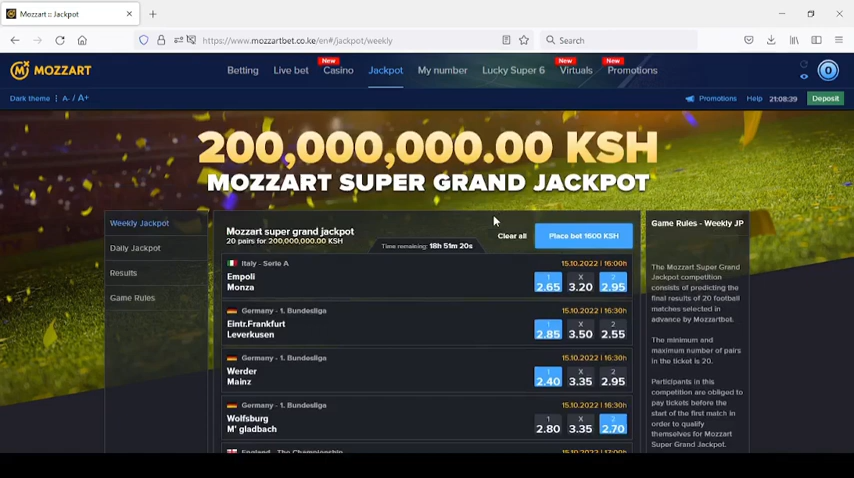 Mozzart :: Jackpot
https://www.mozzartbet.co.ke/en#/jackpot/weekly
Search
MOZZART
Betting
Live bet
New
Casino
Jackpot
My number
Lucky Super 6
New
Virtuals
New
Promotions
0
Dark theme | A- / A+
Promotions
Help
21:08:39
Deposit
200,000,000.00 KSH
MOZZART SUPER GRAND JACKPOT
Weekly Jackpot
Daily Jackpot
Results
Game Rules
Mozzart super grand jackpot
20 pairs for 200,000,000.00 KSH
Time remaining: 18h 51m 20s
Clear all
Place bet 1600 KSH
Italy - Serie A 15.10.2022 | 16:00h
Empoli
Monza
1 X 2
2.65 3.20 2.95
Germany - 1. Bundesliga 15.10.2022 | 16:30h
Eintr.Frankfurt
Leverkusen
1 X 2
2.85 3.50 2.55
Germany - 1. Bundesliga 15.10.2022 | 16:30h
Werder
Mainz
1 X 2
2.40 3.35 2.95
Germany - 1. Bundesliga 15.10.2022 | 16:30h
Wolfsburg
M' gladbach
1 X 2
2.80 3.35 2.70
England - The Championship 15.10.2022 | 17:00h
Game Rules - Weekly JP
The Mozzart Super Grand
Jackpot competition
consists of predicting the
final results of 20 football
matches selected in
advance by Mozzartbet.
The minimum and
maximum number of pairs
in the ticket is 20.
Participants in this
competition are obliged to
pay tickets before the
start of the first match in
order to qualify
themselves for Mozzart
Super Grand Jackpot.